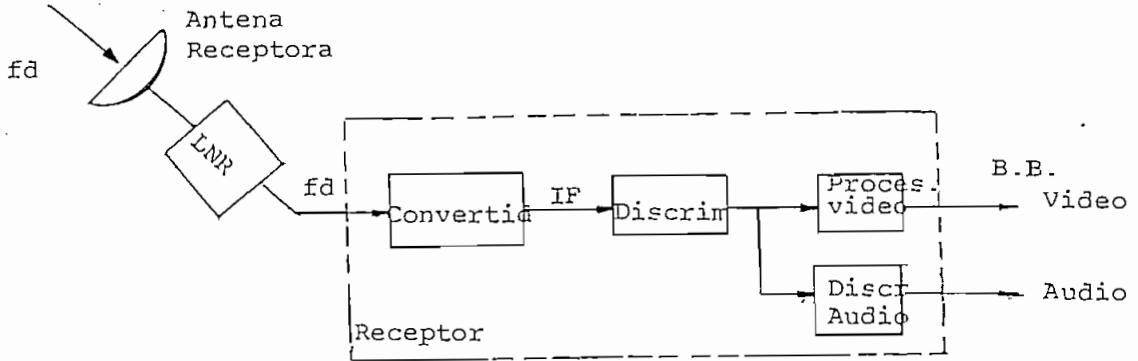 Antena
Receptora
fd
LNR
fd
Convertid
IF
Discrim
Proces.
video
B.B.
Video
Discr
Audio
Audio
Receptor